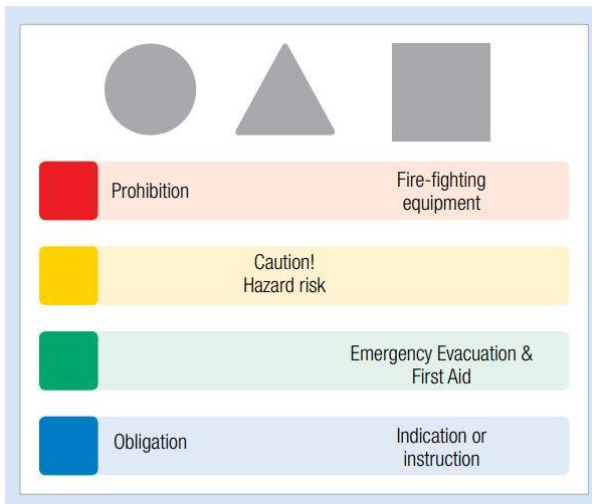 Prohibition
Fire-fighting
equipment
Caution!
Hazard risk
Emergency Evacuation &
First Aid
Obligation
Indication or
instruction